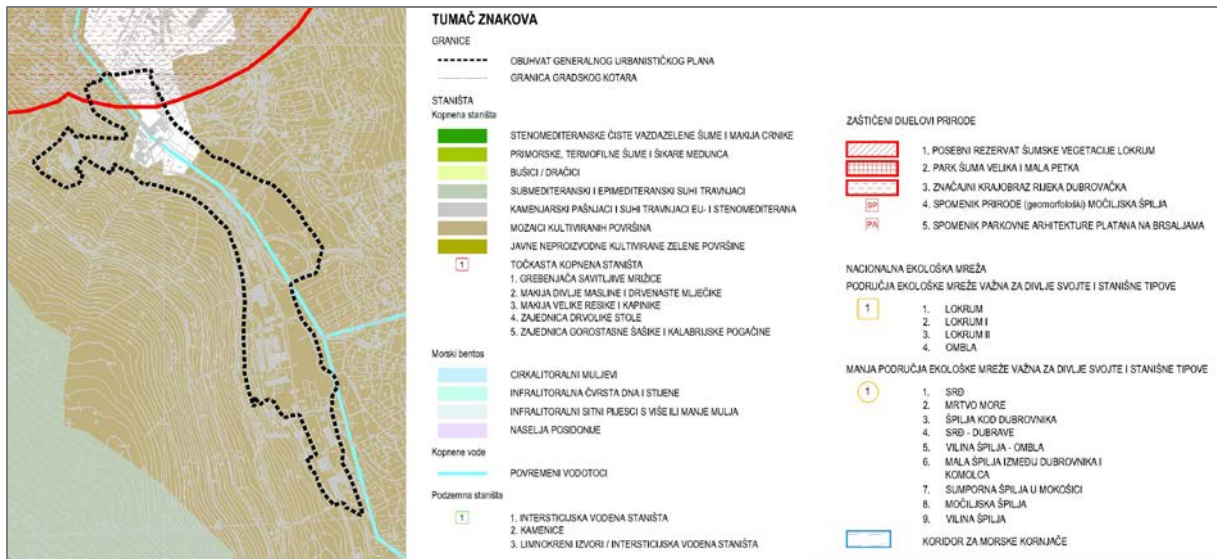 TUMAČ ZNAKOVA
GRANICE
OBUHVAT GENERALNOG URBANISTIČKOG PLANA
GRANICA GRADSKOG KOTARA
STANIŠTA
Kopnena staništa
STENOMEDITERANSKE ČISTE VAZDAZELENE ŠUME I MAKIJA CRNIKE
PRIMORSKE, TERMOFILNE ŠUME I ŠIKARE MEDUNCA
BUŠICI / DRAČICI
SUBMEDITERANSKI I EPIMEDITERANSKI SUHI TRAVNJACI
KAMENJARSKI PAŠNJACI I SUHI TRAVNJACI EU- I STENOMEDITERANA
MOZAICI KULTIVIRANIH POVRŠINA
JAVNE NEPROIZVODNE KULTIVIRANE ZELENE POVRŠINE
1 TOČKASTA KOPNENA STANIŠTA
1. GREBENJAČA SAVITLJIVE MRIŽICE
2. MAKIJA DIVLJE MASLINE I DRVENASTE MLJEČIKE
3. MAKIJA VELIKE RESIKE I KAPINIKE
4. ZAJEDNICA DRVOLIKE STOLE
5. ZAJEDNICA GOROSTASNE ŠAŠIKE I KALABRIJSKE POGAČINE
Morski bentos
CIRKALITORALNI MULJEVI
INFRALITORALNA ČVRSTA DNA I STIJENE
INFRALITORALNI SITNI PIJESCI S VIŠE ILI MANJE MULJA
NASELJA POSIDONIJE
Kopnene vode
POVREMENI VODOTOCI
Podzemna staništa
1 1. INTERSTICIJSKA VODENA STANIŠTA
2. KAMENICE
3. LIMNOKRENI IZVORI / INTERSTICIJSKA VODENA STANIŠTA
ZAŠTIĆENI DIJELOVI PRIRODE
1. POSEBNI REZERVAT ŠUMSKE VEGETACIJE LOKRUM
2. PARK ŠUMA VELIKA I MALA PETKA
3. ZNAČAJNI KRAJOBRAZ RIJEKA DUBROVAČKA
SP 4. SPOMENIK PRIRODE (geomorfološki) MOČILJSKA ŠPILJA
PA 5. SPOMENIK PARKOVNE ARHITEKTURE PLATANA NA BRSALJAMA
NACIONALNA EKOLOŠKA MREŽA
PODRUČJA EKOLOŠKE MREŽE VAŽNA ZA DIVLJE SVOJTE I STANIŠNE TIPOVE
1 1. LOKRUM
2. LOKRUM I
3. LOKRUM II
4. OMBLA
MANJA PODRUČJA EKOLOŠKE MREŽE VAŽNA ZA DIVLJE SVOJTE I STANIŠNE TIPOVE
1 1. SRĐ
2. MRTVO MORE
3. ŠPILJA KOD DUBROVNIKA
4. SRĐ - DUBRAVE
5. VILINA ŠPILJA - OMBLA
6. MALA ŠPILJA IZMEĐU DUBROVNIKA I
KOMOLCA
7. SUMPORNA ŠPILJA U MOKOŠICI
8. MOČILJSKA ŠPILJA
9. VILINA ŠPILJA
KORIDOR ZA MORSKE KORNJAČE